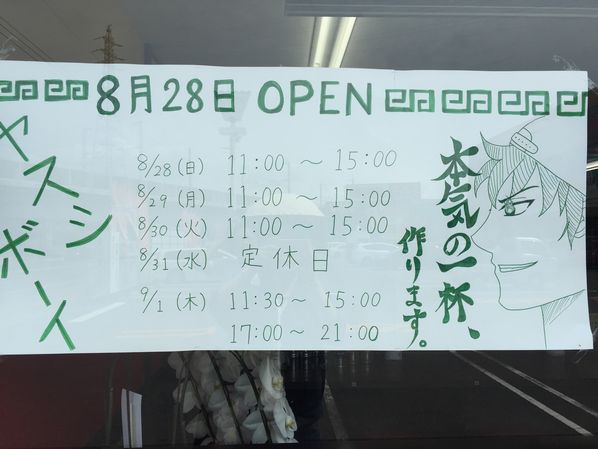 8月28日 OPEN
ヤスシボーイ
8/28(日) 11:00 〜 15:00
8/29(月) 11:00 〜 15:00
8/30(火) 11:00 〜 15:00
8/31(水) 定休日
9/1(木) 11:30 〜 15:00
17:00〜 21:00
本気の一杯、
作ります。